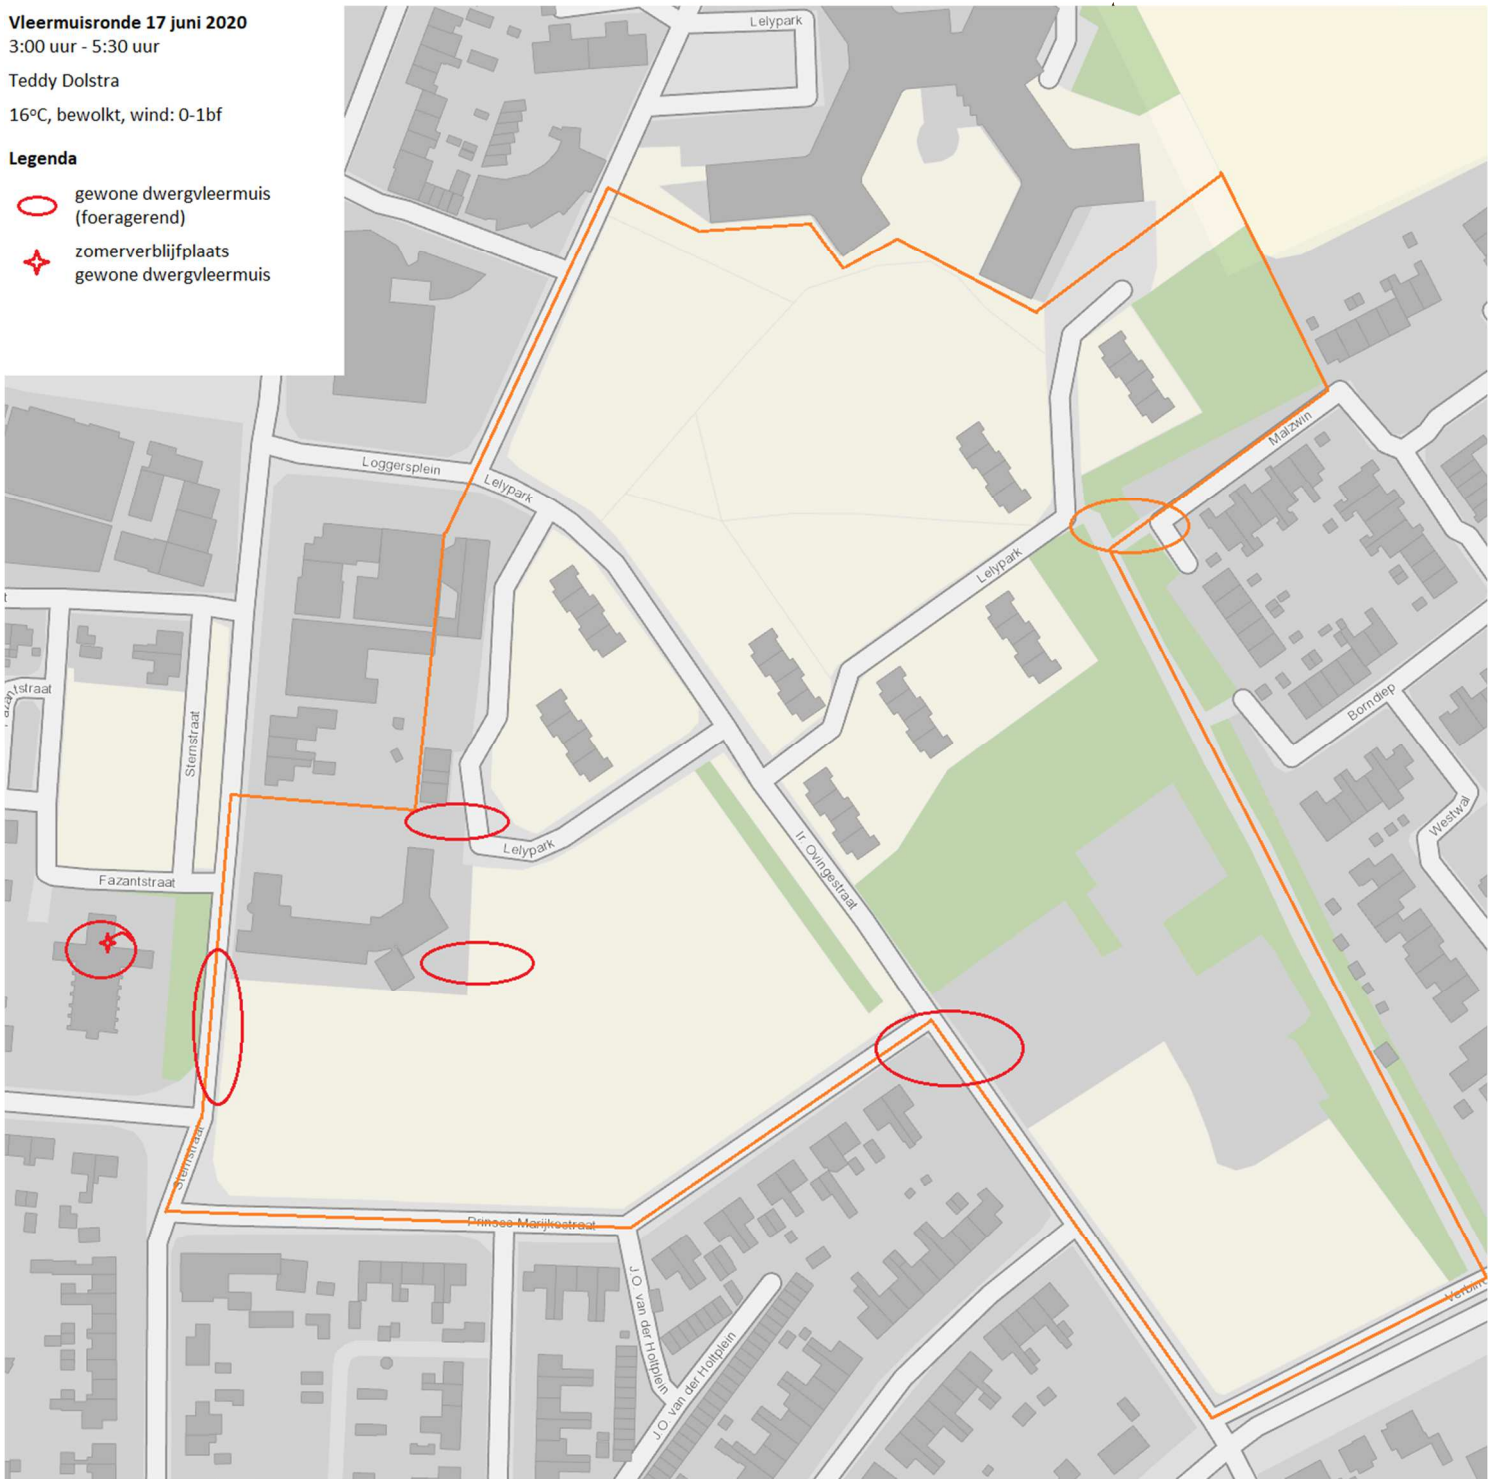 Vleermuisronde 17 juni 2020
3:00 uur - 5:30 uur
Teddy Dolstra
16°C, bewolkt, wind: 0-1bf
Legenda
gewone dwergvleermuis
(foeragerend)
zomerverblijfplaats
gewone dwergvleermuis
Lelypark
Loggersplein
Lelypark
Malzwin
Lelypark
Borndiep
Sternstraat
Westwal
Lelypark
Ir. Ovingestraat
Fazantstraat
Sternstraat
Prinses Marijkestraat
J.O. van der Holtplein
J.O. van der Holtplein